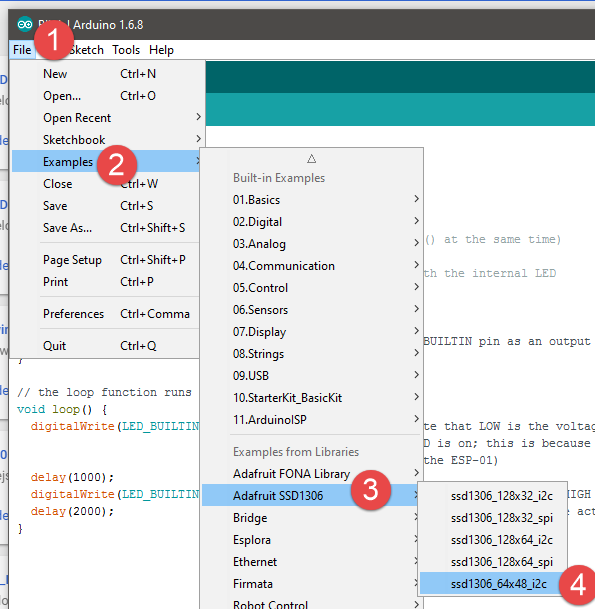 Arduino 1.6.8
1
File Sketch Tools Help
New Ctrl+N
Open... Ctrl+O
Open Recent
Sketchbook
Examples
2
Close Ctrl+W
Save Ctrl+S
Save As... Ctrl+Shift+S
Page Setup Ctrl+Shift+P
Print Ctrl+P
Preferences Ctrl+Comma
Quit Ctrl+Q
Built-in Examples
01.Basics
02.Digital
03.Analog
04.Communication
05.Control
06.Sensors
07.Display
08.Strings
09.USB
10.StarterKit_BasicKit
11.ArduinoISP
Examples from Libraries
Adafruit FONA Library
Adafruit SSD1306
3
Bridge
Esplora
Ethernet
Firmata
Robot Control
ssd1306_128x32_i2c
ssd1306_128x32_spi
ssd1306_128x64_i2c
ssd1306_128x64_spi
ssd1306_64x48_i2c
4
() at the same time)
th the internal LED
BUILTIN pin as an output
}
// the loop function runs
void loop() {
digitalWrite(LED_BUILTIN
te that LOW is the voltag
D is on; this is because
the ESP-01)
delay(1000);
digitalWrite(LED_BUILTIN
HIGH
delay(2000);
e act
}